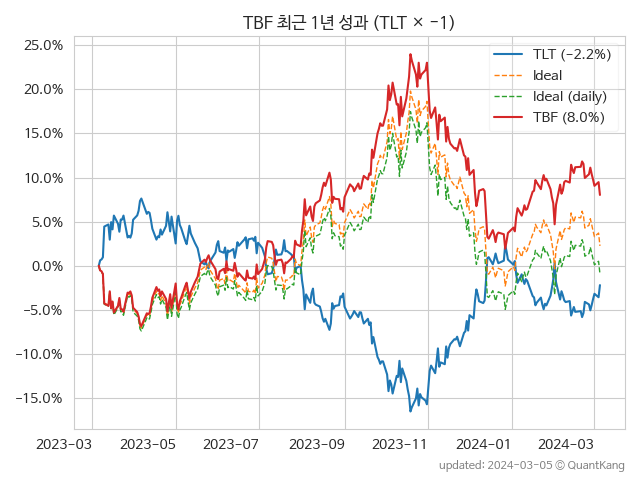 TBF 최근 1년 성과 (TLT × −1)
25.0%
20.0%
15.0%
10.0%
5.0%
0.0%
−5.0%
−10.0%
−15.0%
TLT (−2.2%)
Ideal
Ideal (daily)
TBF (8.0%)
2023−03 2023−05 2023−07 2023−09 2023−11 2024−01 2024−03
updated: 2024-03-05 © QuantKang